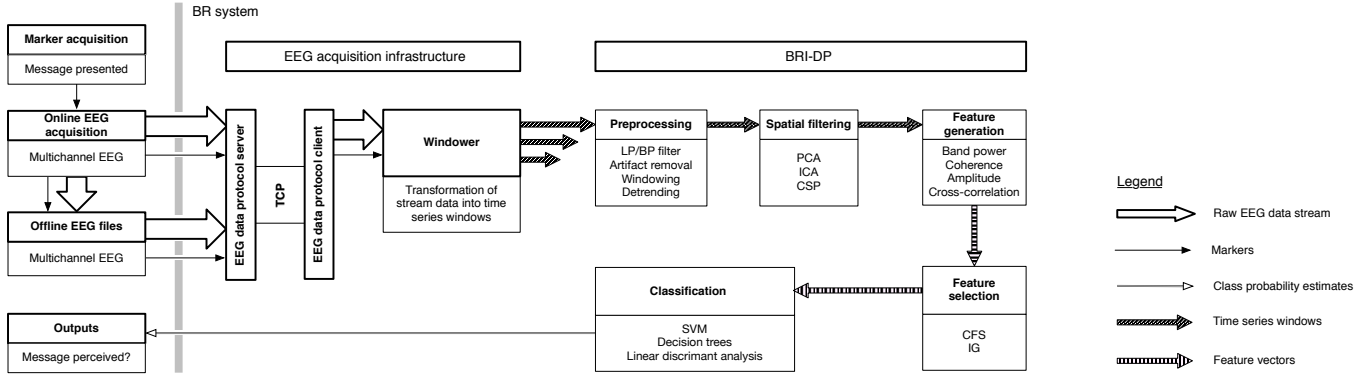 BR system
Marker acquisition
Message presented
Online EEG
acquisition
Multichannel EEG
Offline EEG files
Multichannel EEG
Outputs
Message perceived?
EEG acquisition infrastructure
EEG data protocol server
TCP
EEG data protocol client
Windower
Transformation of
stream data into time
series windows
BRI-DP
Preprocessing
LP/BP filter
Artifact removal
Windowing
Detrending
Spatial filtering
PCA
ICA
CSP
Feature
generation
Band power
Coherence
Amplitude
Cross-correlation
Feature
selection
CFS
IG
Classification
SVM
Decision trees
Linear discrimant analysis
Legend
Raw EEG data stream
Markers
Class probability estimates
Time series windows
Feature vectors